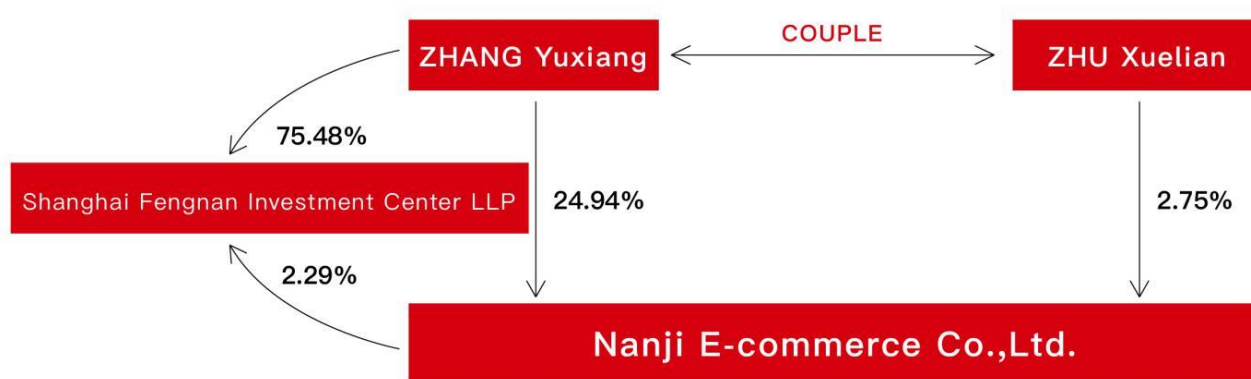 COUPLE
ZHANG Yuxiang
ZHU Xuelian
75.48%
Shanghai Fengnan Investment Center LLP
24.94%
2.75%
2.29%
Nanji E-commerce Co.,Ltd.